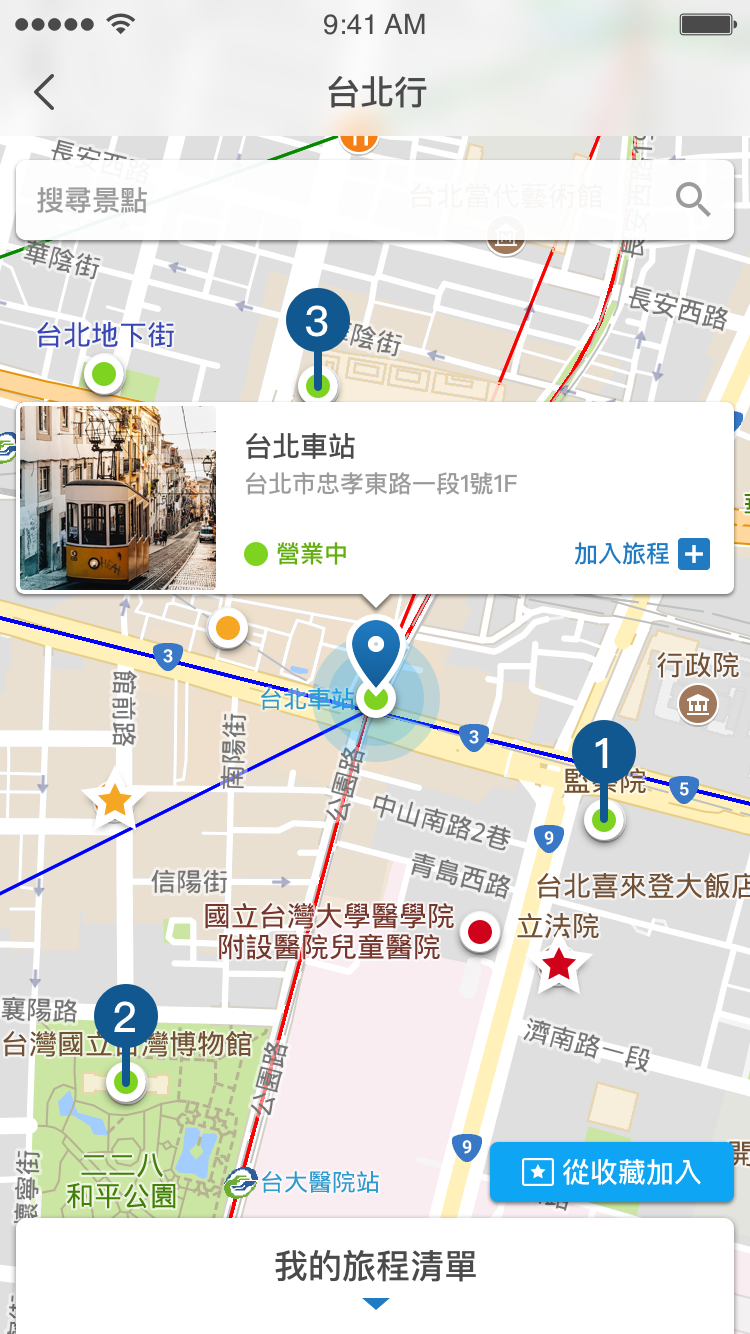 9:41 AM
台北行
長安西路
搜尋景點
台北當代藝術館
華陰街
長安西路
台北地下街
3
華陰街
台北車站
台北市忠孝東路一段1號1F
營業中
加入旅程
3
行政院
館前路
台北車站
南陽街
3
1
監察院
5
公園路
中山南路2巷
9
青島西路
信陽街
台北喜來登大飯店
國立台灣大學醫學院
附設醫院兒童醫院
立法院
襄陽路
2
台灣國立台灣博物館
濟南路一段
公園路
9
二二八
和平公園
懷寧街
台大醫院站
從收藏加入
我的旅程清單